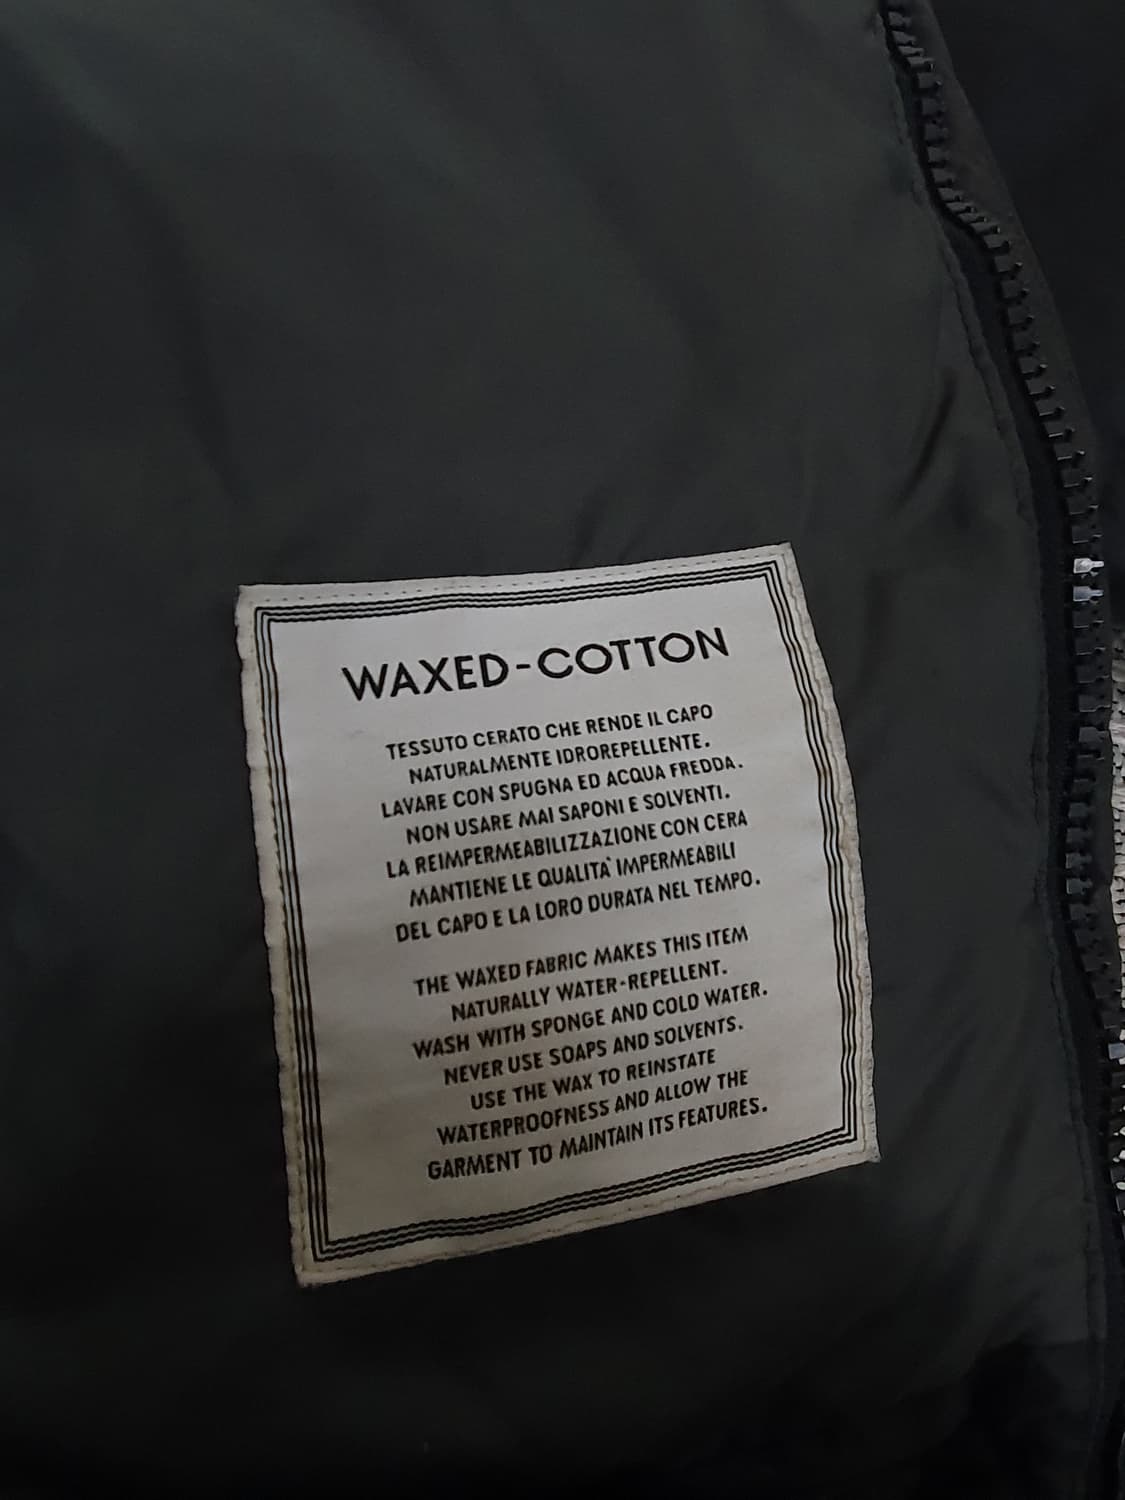 WAXED-COTTON
TESSUTO CERATO CHE RENDE IL CAPO
NATURALMENTE IDROREPELLENTE.
LAVARE CON SPUGNA ED ACQUA FREDDA.
NON USARE MAI SAPONI E SOLVENTI.
LA REIMPERMEABILIZZAZIONE CON CERA
MANTIENE LE QUALITA` IMPERMEABILI
DEL CAPO E LA LORO DURATA NEL TEMPO.
THE WAXED FABRIC MAKES THIS ITEM
NATURALLY WATER-REPELLENT.
WASH WITH SPONGE AND COLD WATER.
NEVER USE SOAPS AND SOLVENTS.
USE THE WAX TO REINSTATE
WATERPROOFNESS AND ALLOW THE
GARMENT TO MAINTAIN ITS FEATURES.